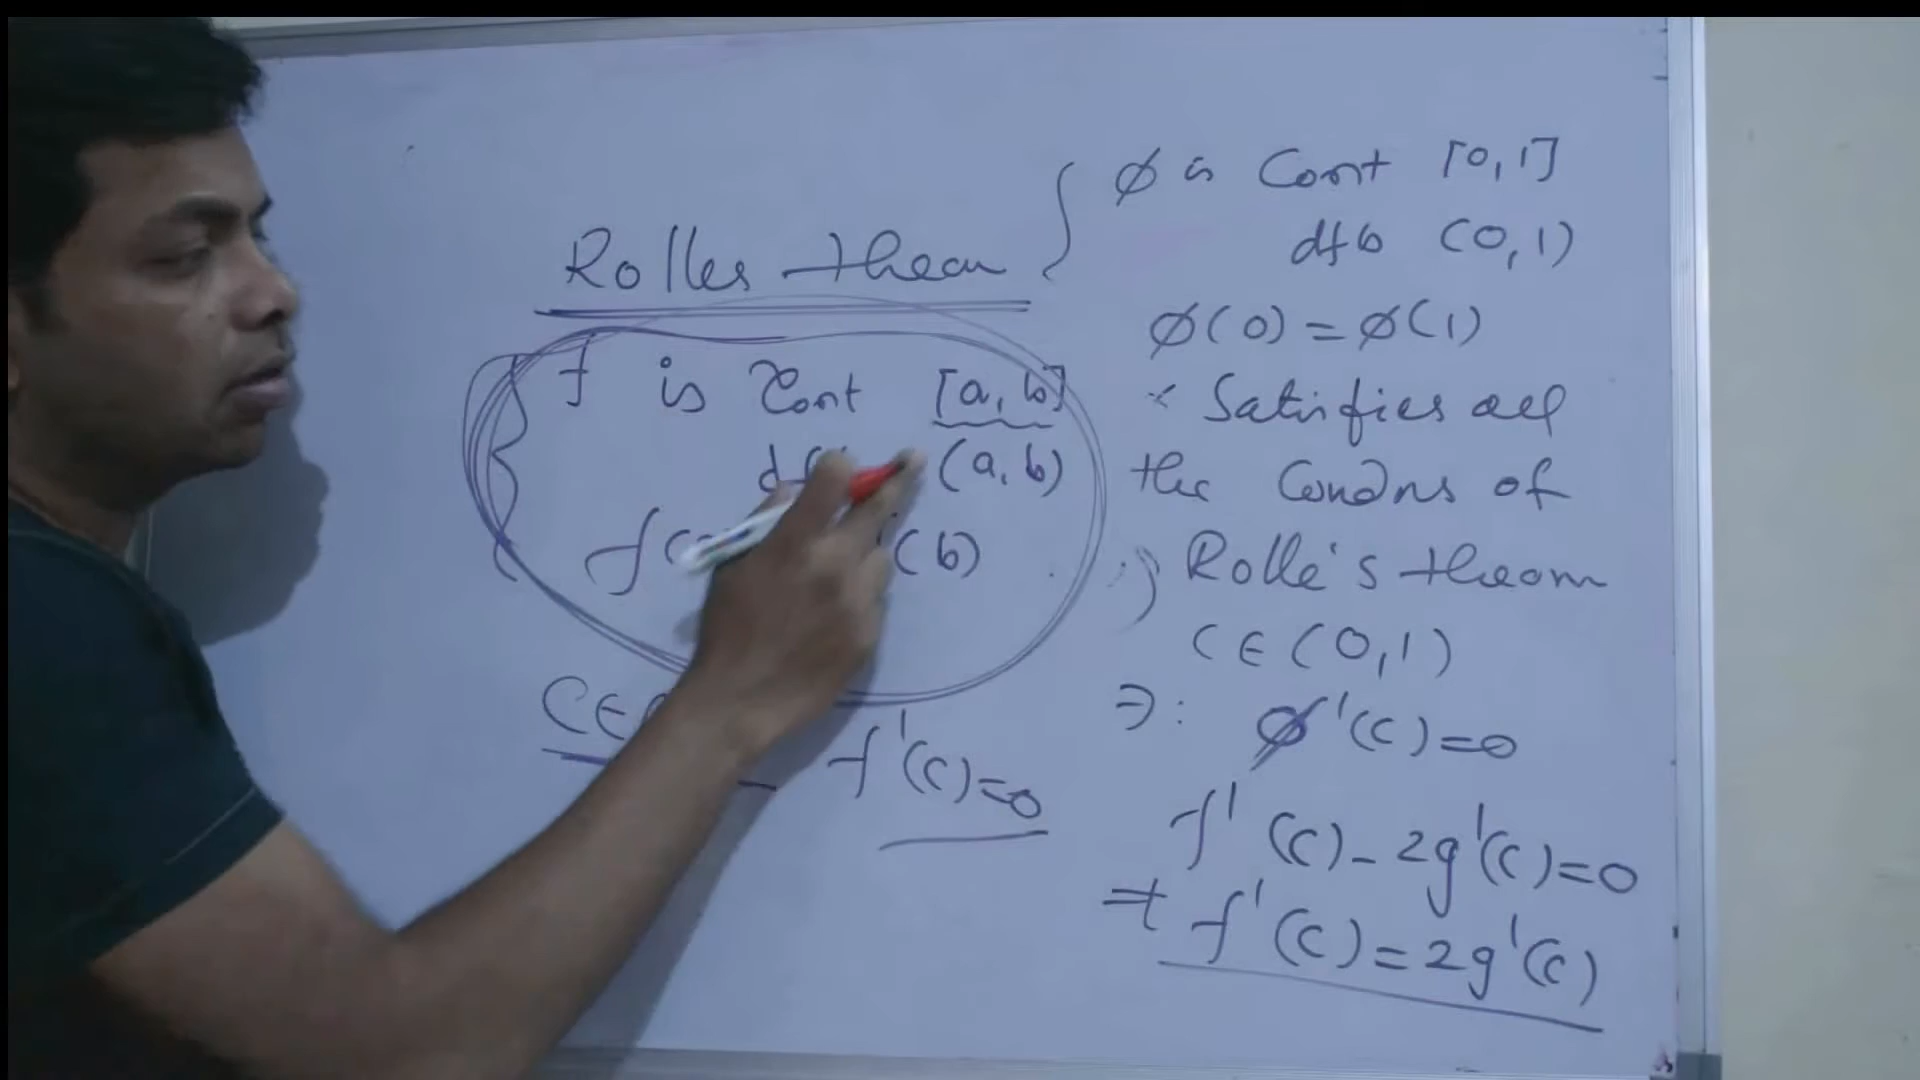 Rolles theom
f is Cont [a, b]
(a, b)
f( (b)
C ∈
f'(c)=0
ø is Cont [0, 1]
dfb (0, 1)
ø(0) = ø(1)
Satisfies all
the Condns of
Rolle's theom
C ∈ (0, 1)
⇒: ø'(c)=0
f'(c) - 2g'(c)=0
⇒ f'(c) = 2g'(c)